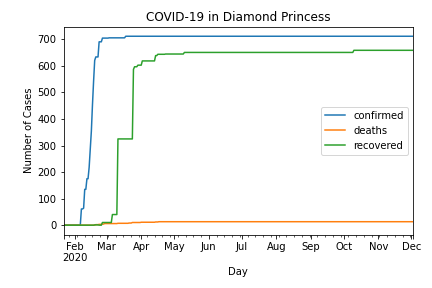 COVID-19 in Diamond Princess
Number of Cases
700
600
500
400
300
200
100
0
confirmed
deaths
recovered
Feb Mar Apr May Jun Jul Aug Sep Oct Nov Dec
2020
Day